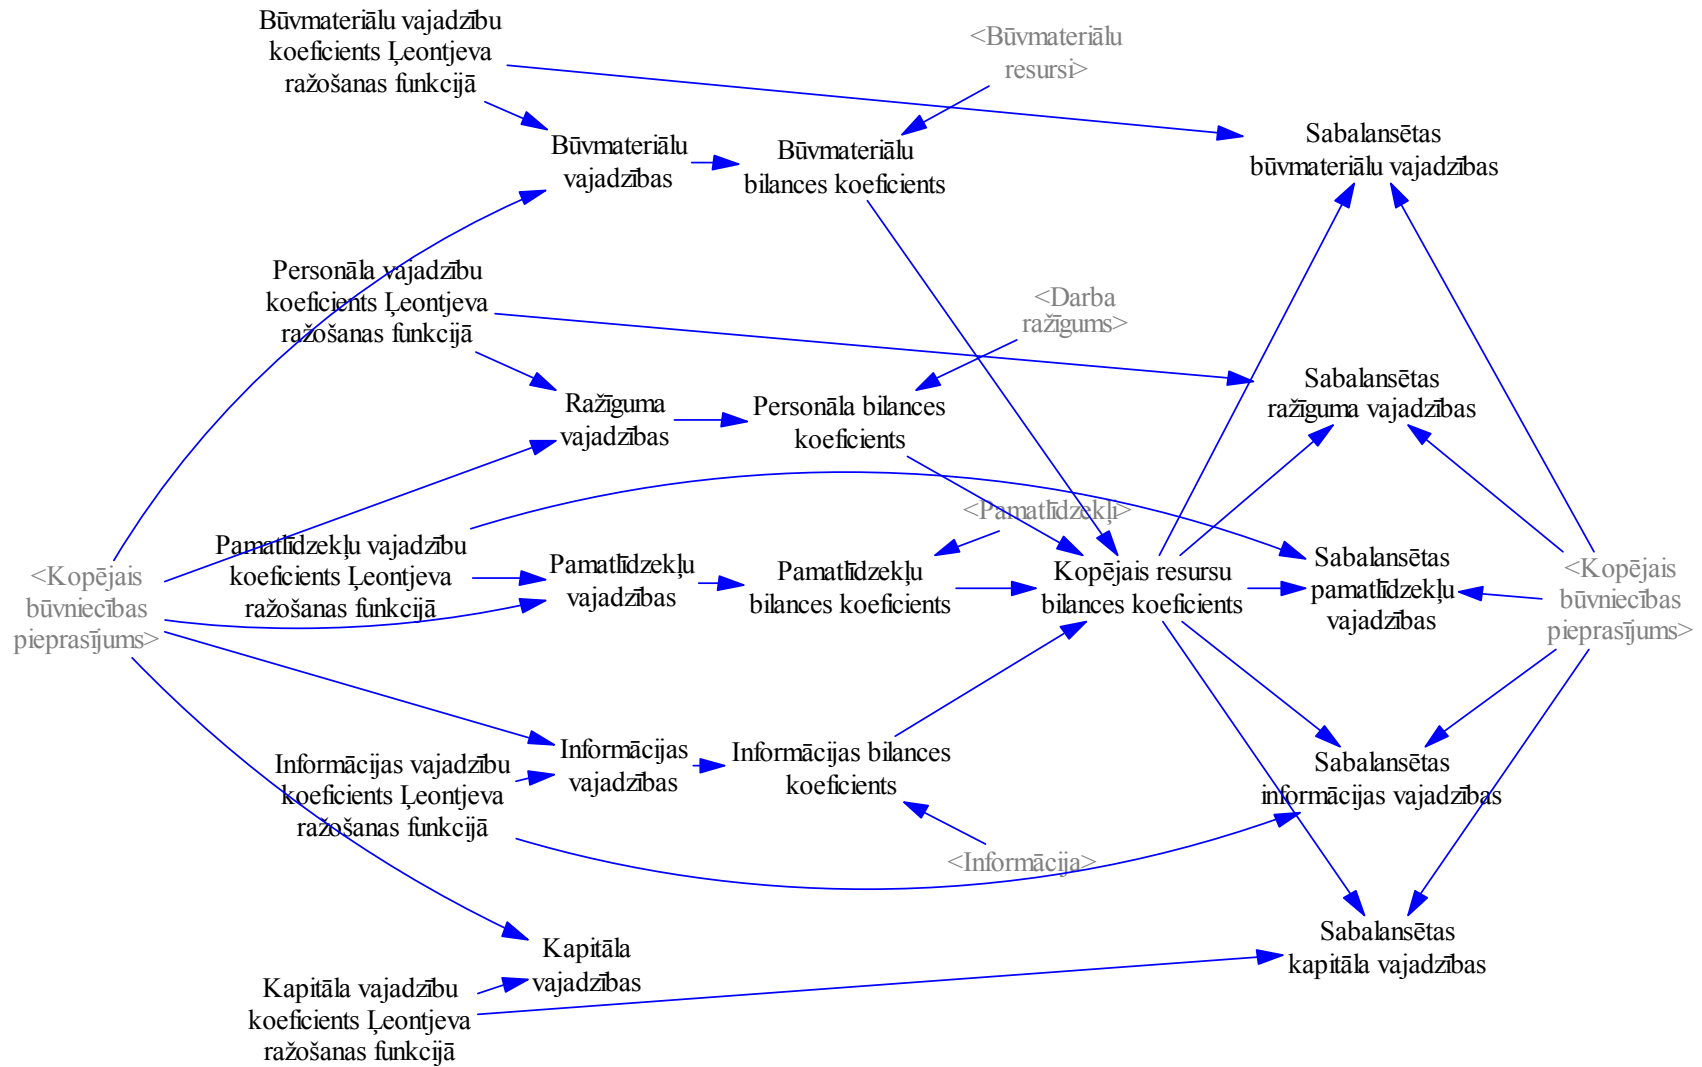 Būvmateriālu vajadzību
koeficients Ļeontjeva
ražošanas funkcijā
<Būvmateriālu
resursi>
Būvmateriālu
vajadzības
Būvmateriālu
bilances koeficients
Sabalansētas
būvmateriālu vajadzības
Personāla vajadzību
koeficients Ļeontjeva
ražošanas funkcijā
<Darba
ražīgums>
Ražīguma
vajadzības
Personāla bilances
koeficients
Sabalansētas
ražīguma vajadzības
<Pamatlīdzekļi>
<Kopējais
būvniecības
pieprasījums>
Pamatlīdzekļu vajadzību
koeficients Ļeontjeva
ražošanas funkcijā
Pamatlīdzekļu
vajadzības
Pamatlīdzekļu
bilances koeficients
Kopējais resursu
bilances koeficients
Sabalansētas
pamatlīdzekļu
vajadzības
<Kopējais
būvniecības
pieprasījums>
Informācijas vajadzību
koeficients Ļeontjeva
ražošanas funkcijā
Informācijas
vajadzības
Informācijas bilances
koeficients
Sabalansētas
informācijas vajadzības
<Informācija>
Kapitāla vajadzību
koeficients Ļeontjeva
ražošanas funkcijā
Kapitāla
vajadzības
Sabalansētas
kapitāla vajadzības